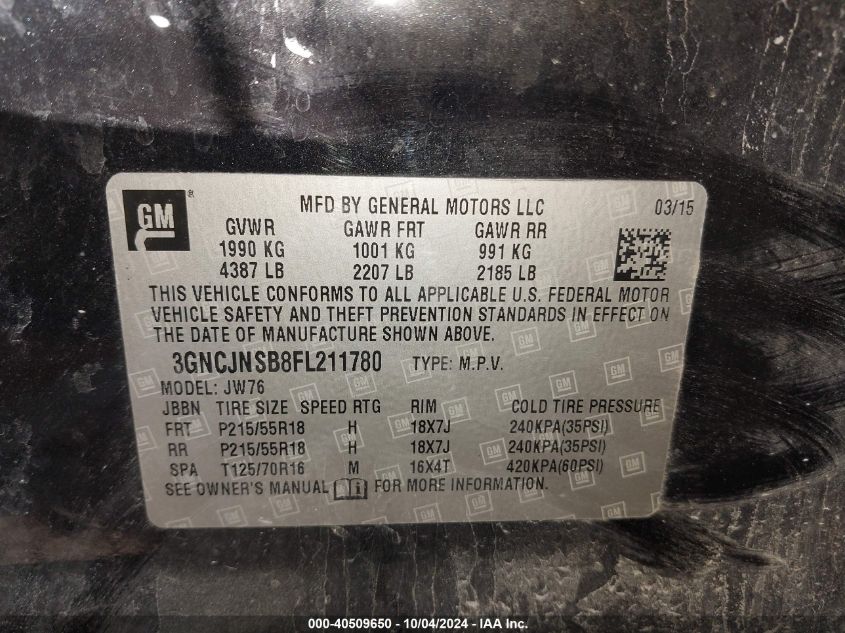 GM ®
MFD BY GENERAL MOTORS LLC 03/15
GVWR GAWR FRT GAWR RR
1990 KG 1001 KG 991 KG
4387 LB 2207 LB 2185 LB
THIS VEHICLE CONFORMS TO ALL APPLICABLE U.S. FEDERAL MOTOR
VEHICLE SAFETY AND THEFT PREVENTION STANDARDS IN EFFECT ON
THE DATE OF MANUFACTURE SHOWN ABOVE.
3GNCJNSB8FL211780 TYPE: M.P.V.
MODEL: JW76
JBBN TIRE SIZE SPEED RTG RIM COLD TIRE PRESSURE
FRT P215/55R18 H 18X7J 240KPA(35PSI)
RR P215/55R18 H 18X7J 240KPA(35PSI)
SPA T125/70R16 M 16X4T 420KPA(60PSI)
SEE OWNER'S MANUAL FOR MORE INFORMATION.
000-40509650 - 10/04/2024 - IAA Inc.